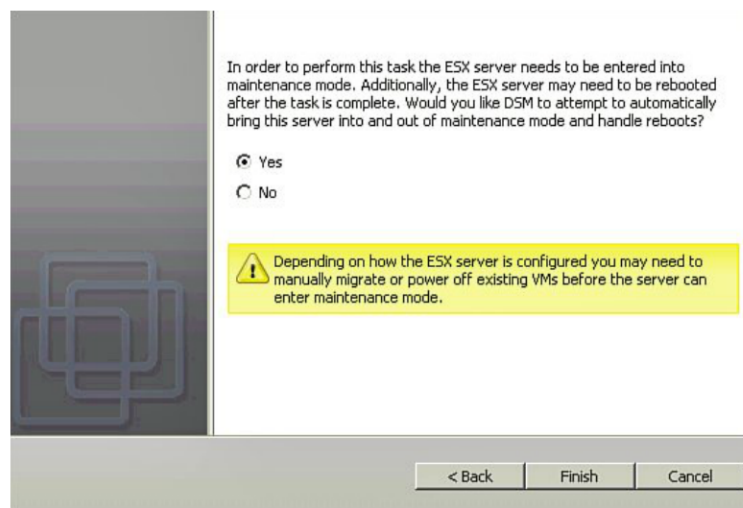 In order to perform this task the ESX server needs to be entered into
maintenance mode. Additionally, the ESX server may need to be rebooted
after the task is complete. Would you like DSM to attempt to automatically
bring this server into and out of maintenance mode and handle reboots?
Yes
No
Depending on how the ESX server is configured you may need to
manually migrate or power off existing VMs before the server can
enter maintenance mode.
< Back
Finish
Cancel